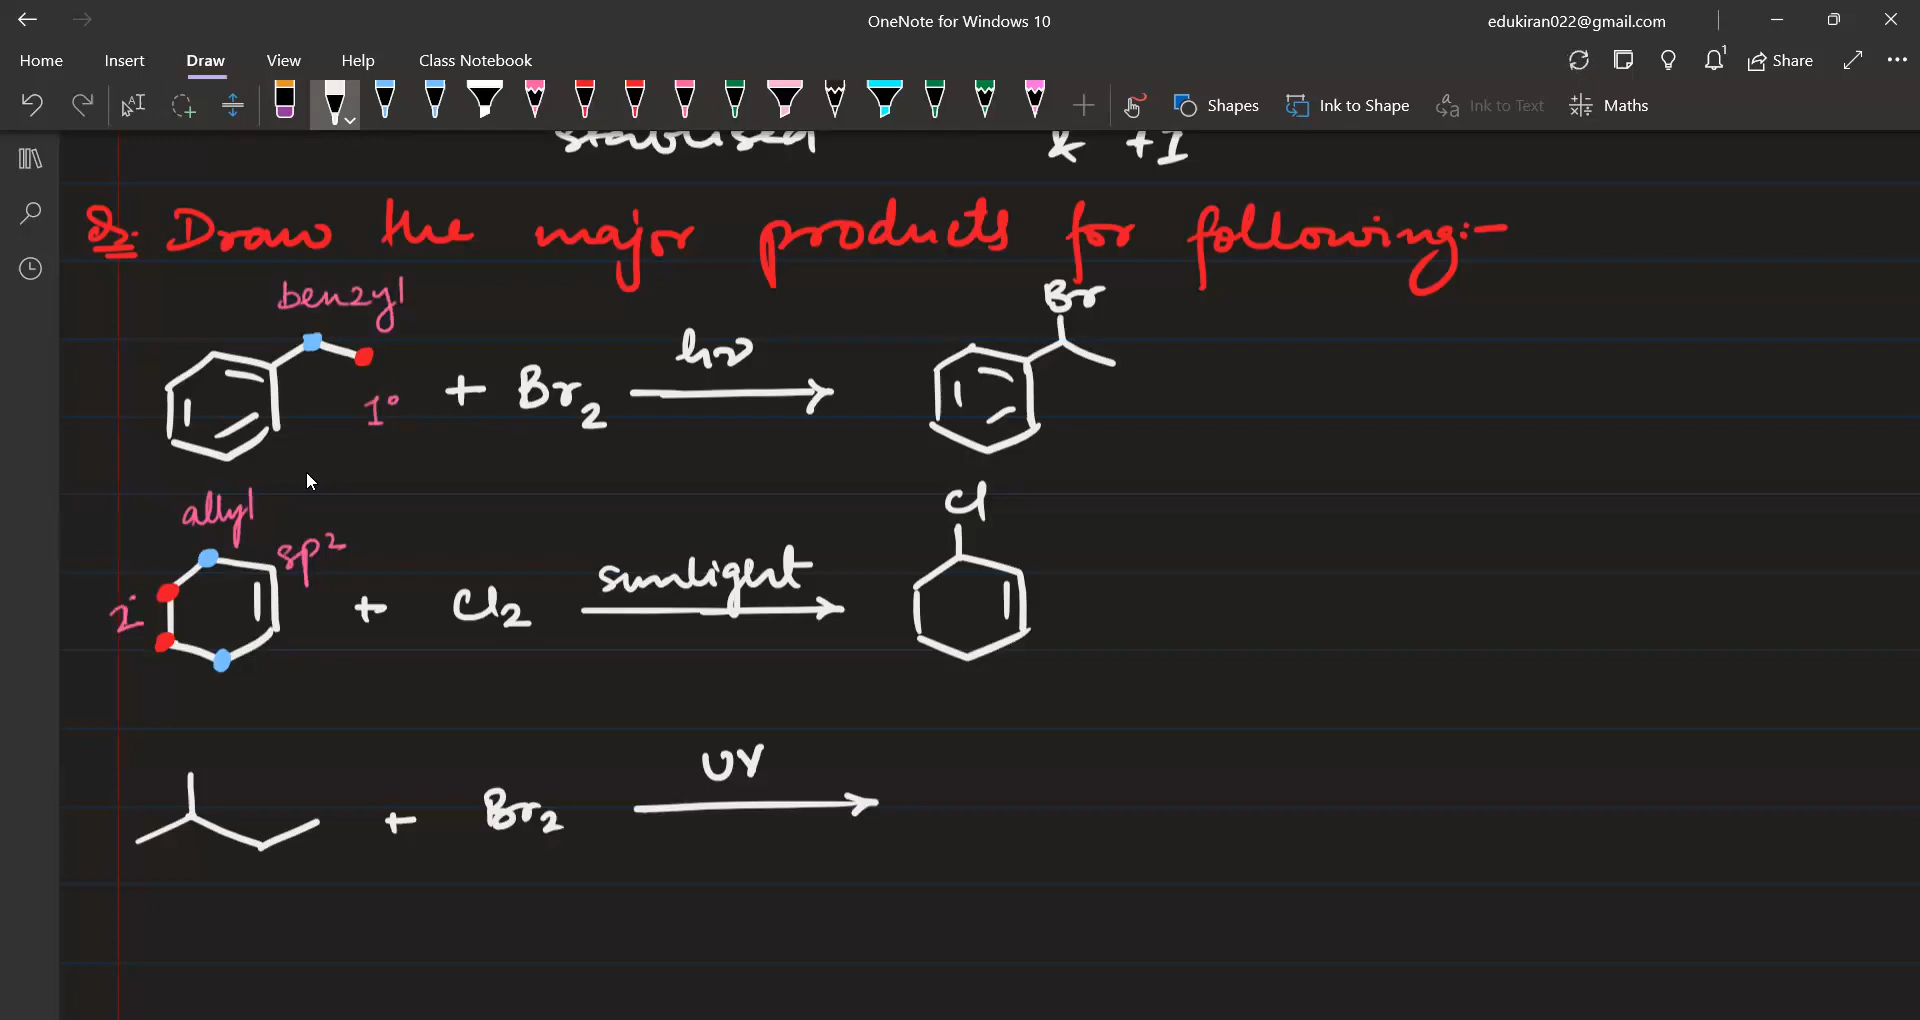 OneNote for Windows 10
edukiran022@gmail.com
Home Insert Draw View Help Class Notebook
Share
Shapes Ink to Shape Ink to Text Maths
stabilised & +I
Q. Draw the major products for following:-
benzyl
Br
1° + Br2 hν
allyl
Cl
sp2
2° + Cl2 sunlight
+ Br2 UV